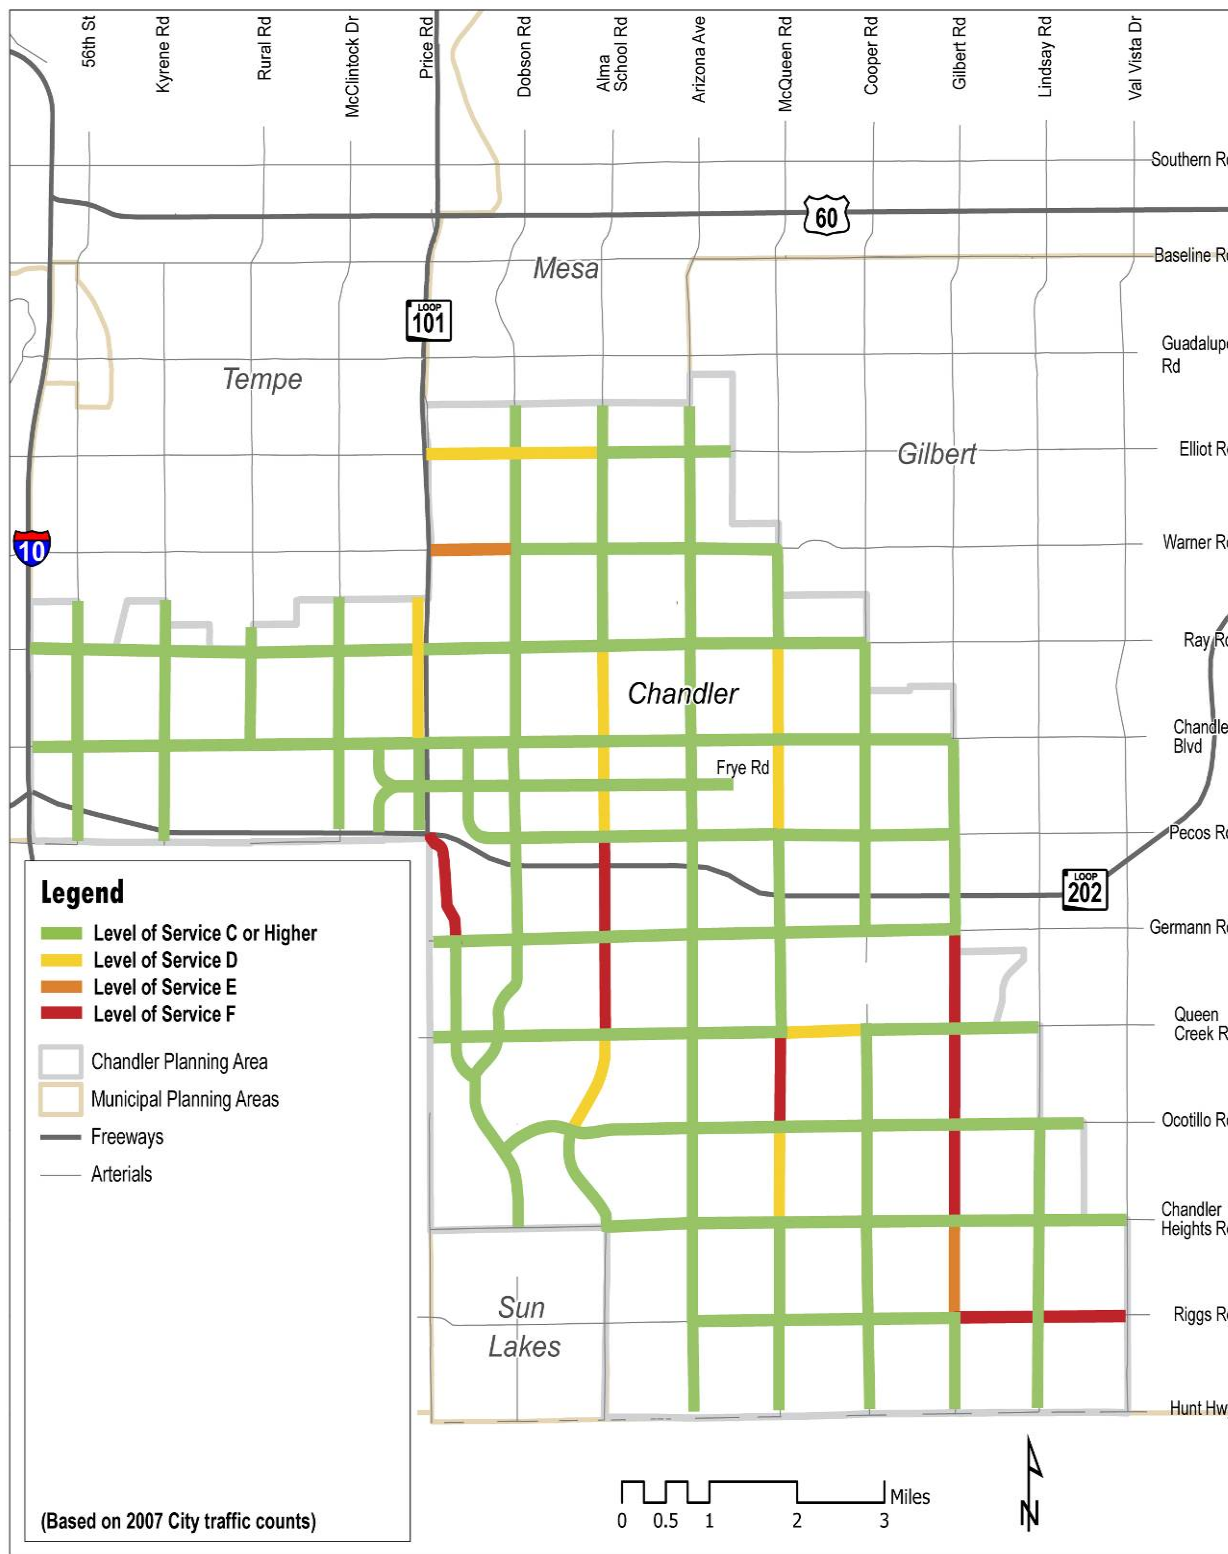 56th St
Kyrene Rd
Rural Rd
McClintock Dr
Price Rd
Dobson Rd
Alma
School Rd
Arizona Ave
McQueen Rd
Cooper Rd
Gilbert Rd
Lindsay Rd
Val Vista Dr
Southern R
60
Baseline R
Mesa
LOOP
101
Guadalup
Rd
Tempe
Elliot R
Gilbert
Warner R
10
Ray R
Chandler
Chandle
Blvd
Frye Rd
Pecos R
LOOP
202
Germann R
Legend
Level of Service C or Higher
Level of Service D
Level of Service E
Level of Service F
Chandler Planning Area
Municipal Planning Areas
Freeways
Arterials
Queen
Creek R
Ocotillo R
Chandler
Heights R
Sun
Lakes
Riggs R
Hunt Hw
(Based on 2007 City traffic counts)
Miles
0 0.5 1 2 3
N